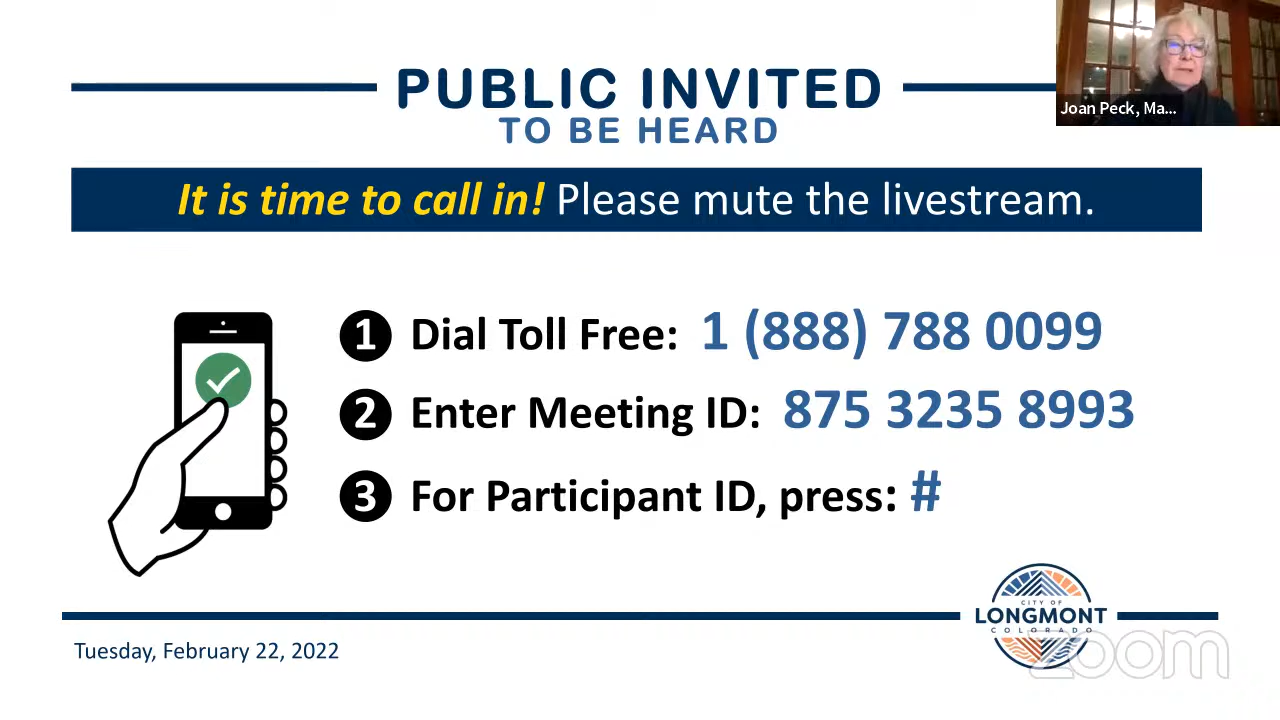 PUBLIC INVITED
TO BE HEARD
Joan Peck, Ma...
It is time to call in! Please mute the livestream.
1 Dial Toll Free: 1 (888) 788 0099
2 Enter Meeting ID: 875 3235 8993
3 For Participant ID, press: #
CITY OF
LONGMONT
COLORADO
zoom
Tuesday, February 22, 2022